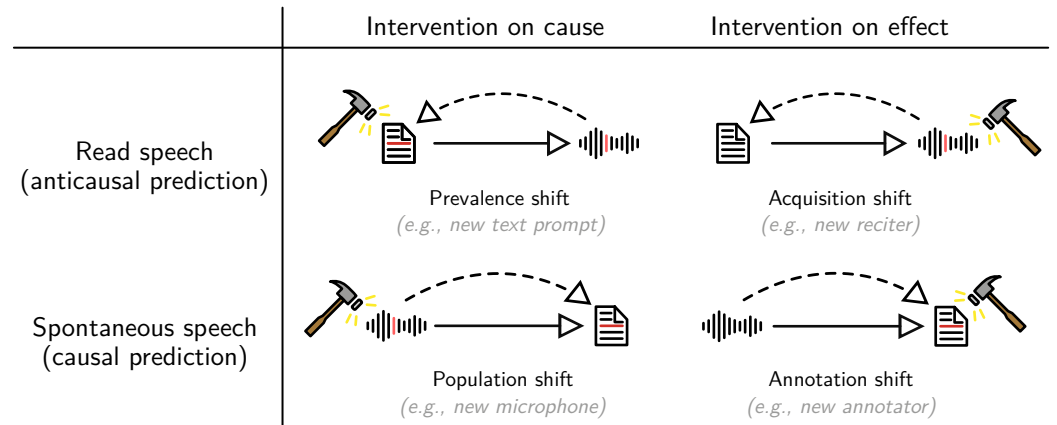 Intervention on cause
Intervention on effect
Read speech
(anticausal prediction)
Prevalence shift
(e.g., new text prompt)
Acquisition shift
(e.g., new reciter)
Spontaneous speech
(causal prediction)
Population shift
(e.g., new microphone)
Annotation shift
(e.g., new annotator)